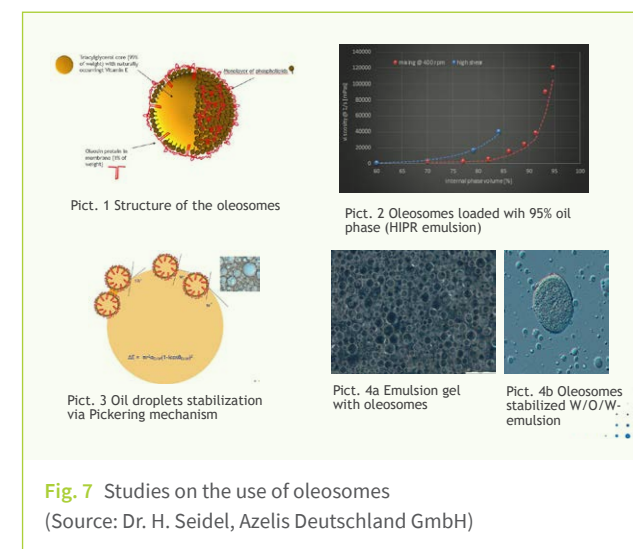 Triacylglycerol core (95%
of weight) with naturally
occurring Vitamin E
Monolayer of phospholipids
Oleosin protein in
membrane (3% of
weight)
Pict. 1 Structure of the oleosomes
140000
120000
100000
80000
60000
40000
20000
0
mixing @ 400 rpm
high shear
60 65 70 75 80 85 90 95 100
Internal phase volume [%]
Pict. 2 Oleosomes loaded wih 95% oil
phase (HIPR emulsion)
Pict. 3 Oil droplets stabilization
via Pickering mechanism
Pict. 4a Emulsion gel
with oleosomes
Pict. 4b Oleosomes
stabilized W/O/W-
emulsion
Fig. 7 Studies on the use of oleosomes
(Source: Dr. H. Seidel, Azelis Deutschland GmbH)